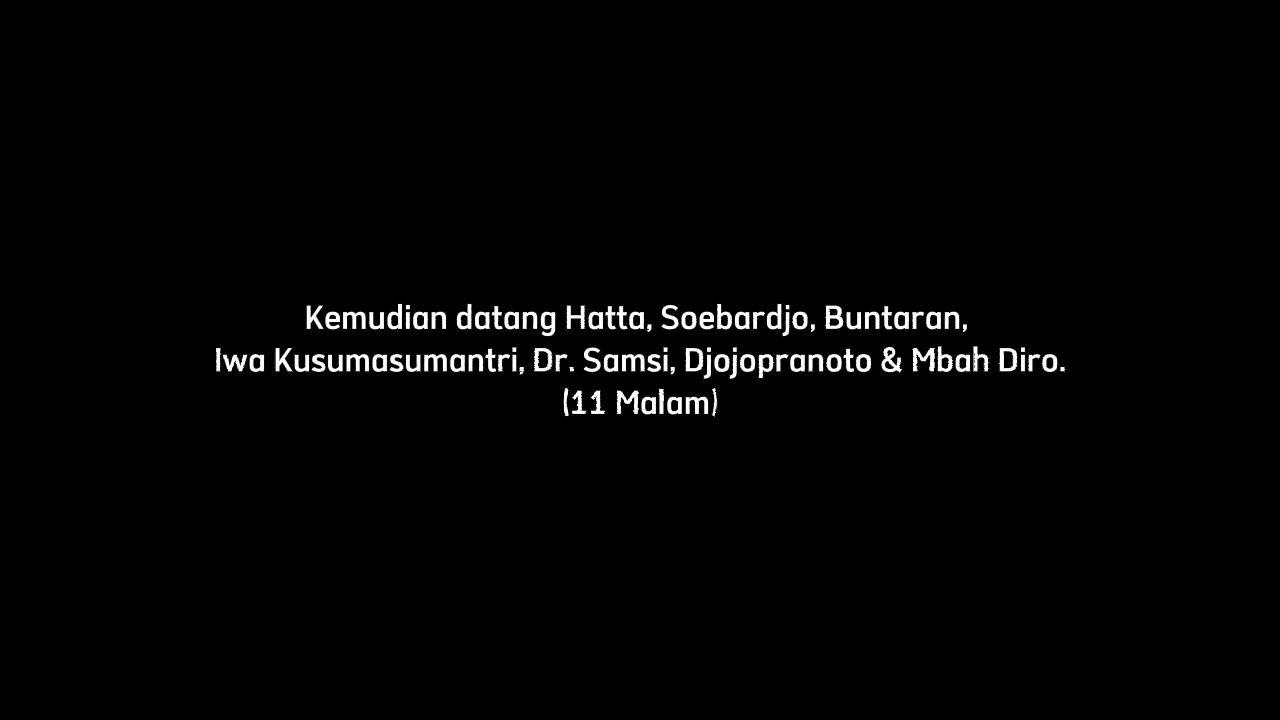 Kemudian datang Hatta, Soebardjo, Buntaran,
Iwa Kusumasumantri, Dr. Samsi, Djojopranoto & Mbah Diro.
(11 Malam)